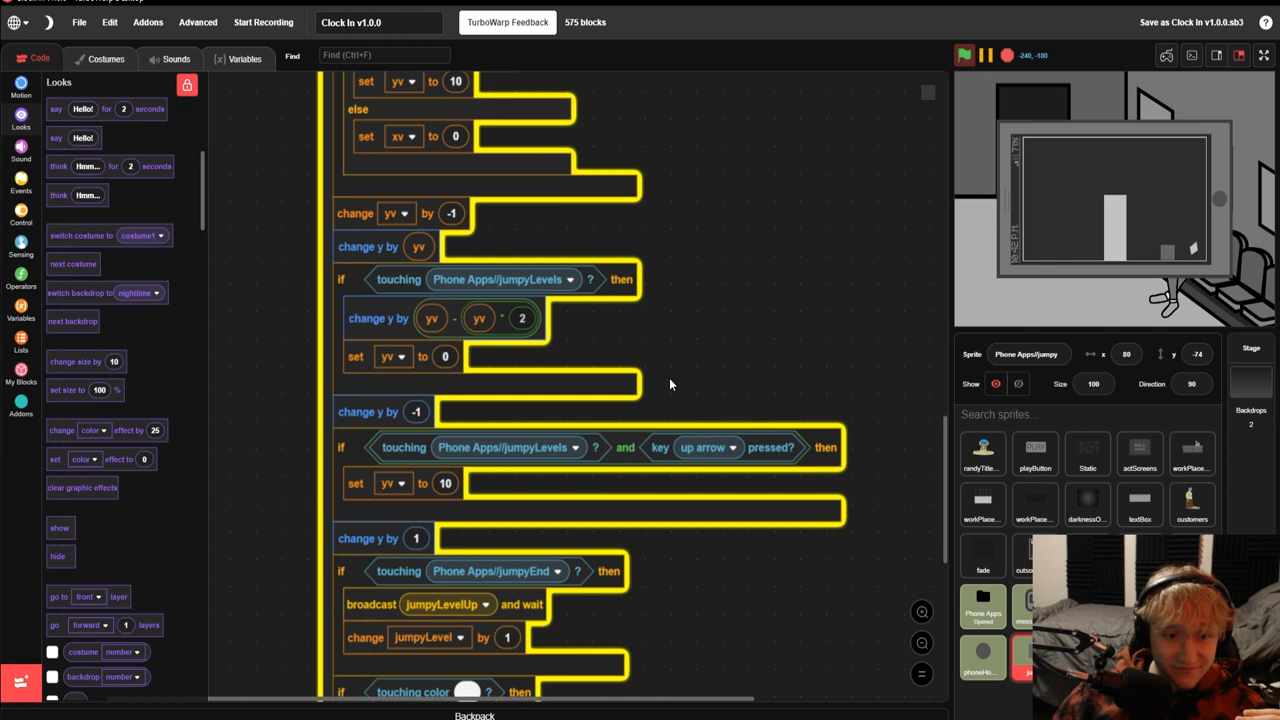 File Edit Addons Advanced Start Recording Clock In v1.0.0 TurboWarp Feedback 575 blocks Save as Clock In v1.0.0.sb3 ?
Code Costumes Sounds Variables Find Find (Ctrl+F) -240, -180
Motion
Looks
Sound
Events
Control
Sensing
Operators
Variables
Lists
My Blocks
Addons
Looks
say Hello! for 2 seconds
say Hello!
think Hmm... for 2 seconds
think Hmm...
switch costume to costume1
next costume
switch backdrop to nighttime
next backdrop
change size by 10
set size to 100 %
change color effect by 25
set color effect to 0
clear graphic effects
show
hide
go to front layer
go forward 1 layers
costume number
backdrop number
set yv to 10
else
set xv to 0
change yv by -1
change y by yv
if touching Phone Apps//jumpyLevels ? then
change y by yv - yv * 2
set yv to 0
change y by -1
if touching Phone Apps//jumpyLevels ? and key up arrow pressed? then
set yv to 10
change y by 1
if touching Phone Apps//jumpyEnd ? then
broadcast jumpyLevelUp and wait
change jumpyLevel by 1
if touching color ? then
Backpack
10:42 P.M.
Sprite Phone Apps//jumpy x 80 y -74
Show Size 100 Direction 90
Search sprites...
randyTitle... playButton Static actScreens workPlace...
workPlace... workPlace... darknessO... textBox customers
fade
Phone Apps
Opened
phoneHo...
Stage
Backdrops
2